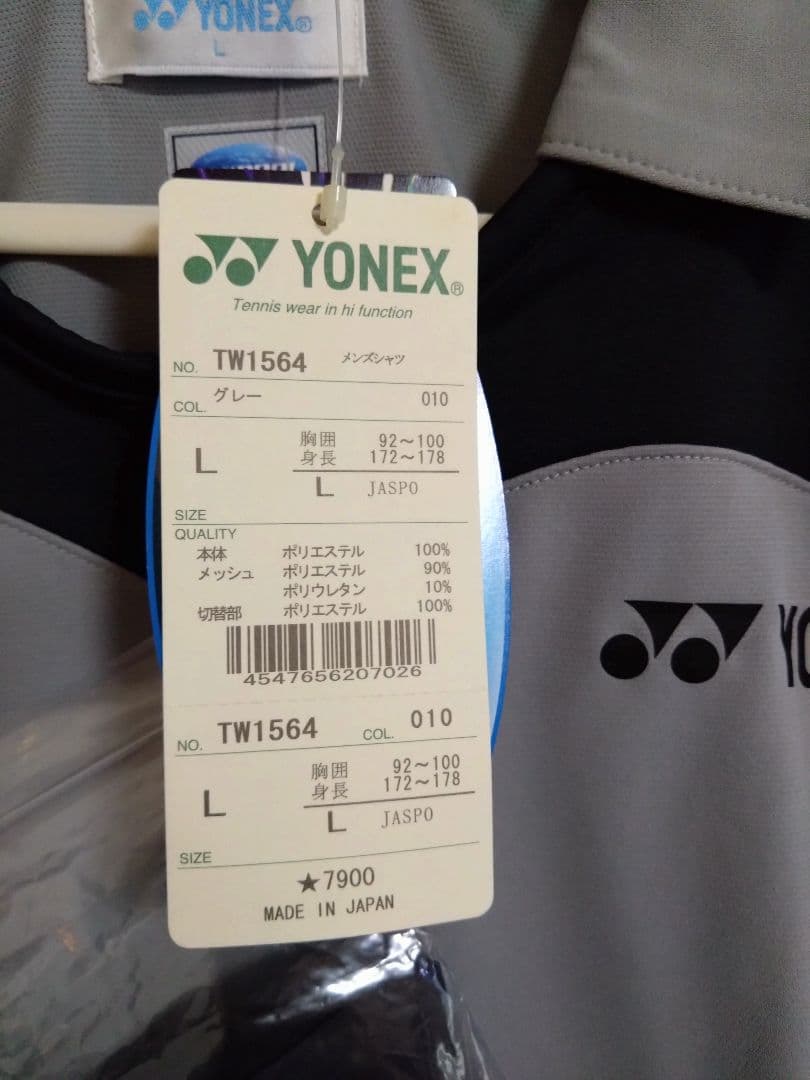 YONEX®
L
YONEX®
Tennis wear in hi function
NO. TW1564 メンズシャツ
COL. グレー 010
L 胸囲 92～100
身長 172～178
L JASPO
SIZE
QUALITY
本体 ポリエステル 100%
メッシュ ポリエステル 90%
ポリウレタン 10%
切替部 ポリエステル 100%
4547656207026
NO. TW1564 COL. 010
L 胸囲 92～100
身長 172～178
L JASPO
SIZE
★7900
MADE IN JAPAN